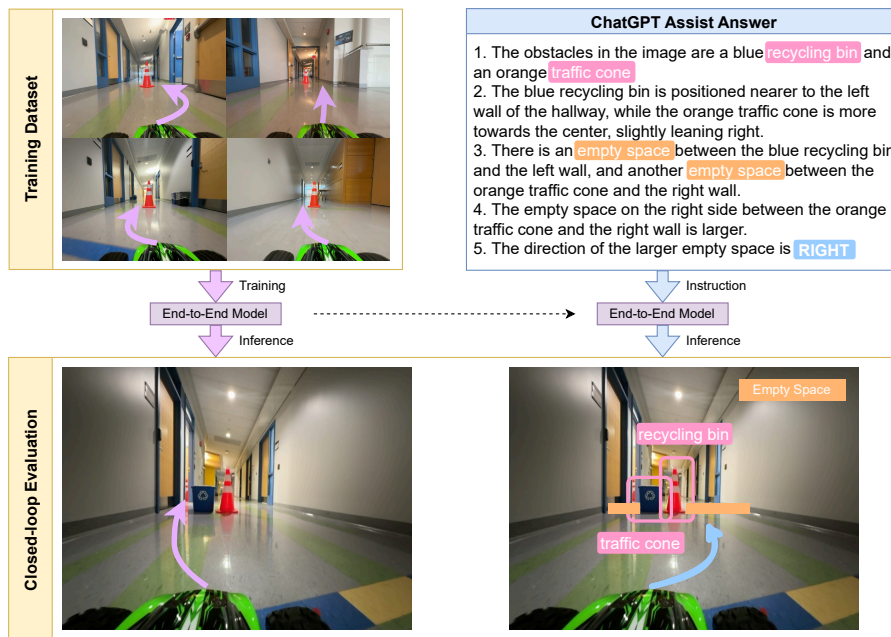 Training Dataset
ChatGPT Assist Answer
1. The obstacles in the image are a blue recycling bin and
an orange traffic cone
2. The blue recycling bin is positioned nearer to the left
wall of the hallway, while the orange traffic cone is more
towards the center, slightly leaning right.
3. There is an empty space between the blue recycling bin
and the left wall, and another empty space between the
orange traffic cone and the right wall.
4. The empty space on the right side between the orange
traffic cone and the right wall is larger.
5. The direction of the larger empty space is RIGHT
Training
Instruction
End-to-End Model
End-to-End Model
Inference
Inference
Closed-loop Evaluation
Empty Space
recycling bin
traffic cone